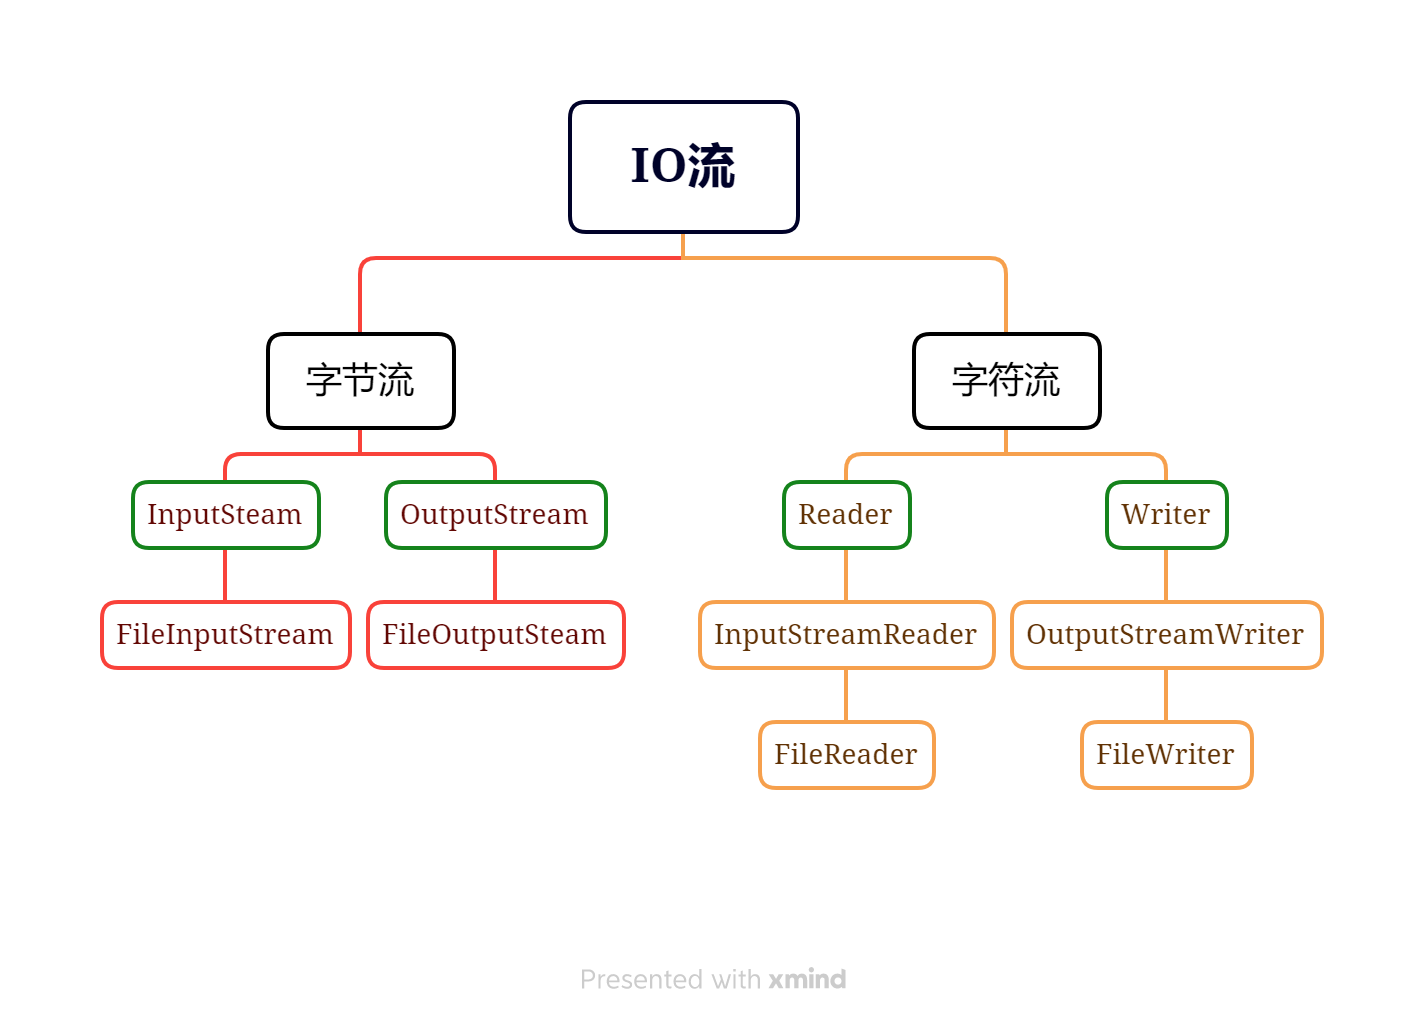 IO流
字节流
字符流
InputSteam
OutputStream
Reader
Writer
FileInputStream
FileOutputSteam
InputStreamReader
OutputStreamWriter
FileReader
FileWriter
Presented with xmind